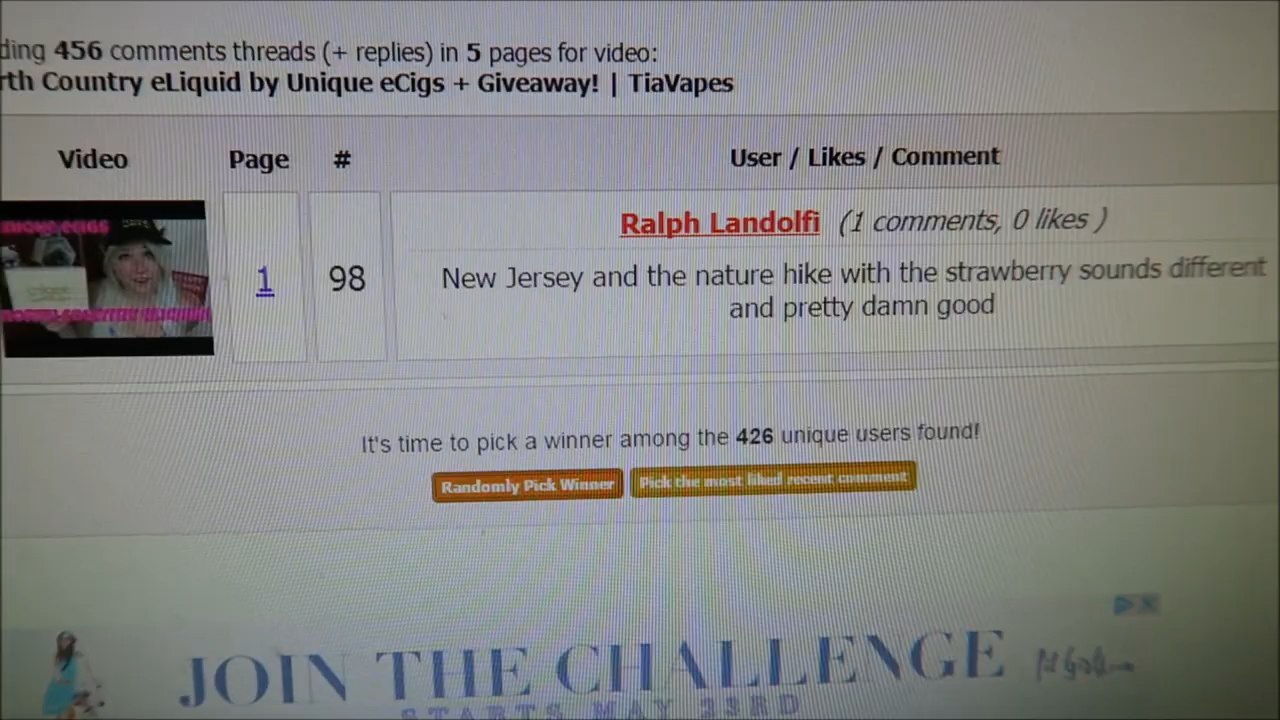 ding 456 comments threads (+ replies) in 5 pages for video:
rth Country eLiquid by Unique eCigs + Giveaway! | TiaVapes
Video Page # User / Likes / Comment
Ralph Landolfi (1 comments, 0 likes )
1 98 New Jersey and the nature hike with the strawberry sounds different
and pretty damn good
It's time to pick a winner among the 426 unique users found!
Randomly Pick Winner Pick the most liked recent comment
JOIN THE CHALLENGE
STARTS MAY 23RD